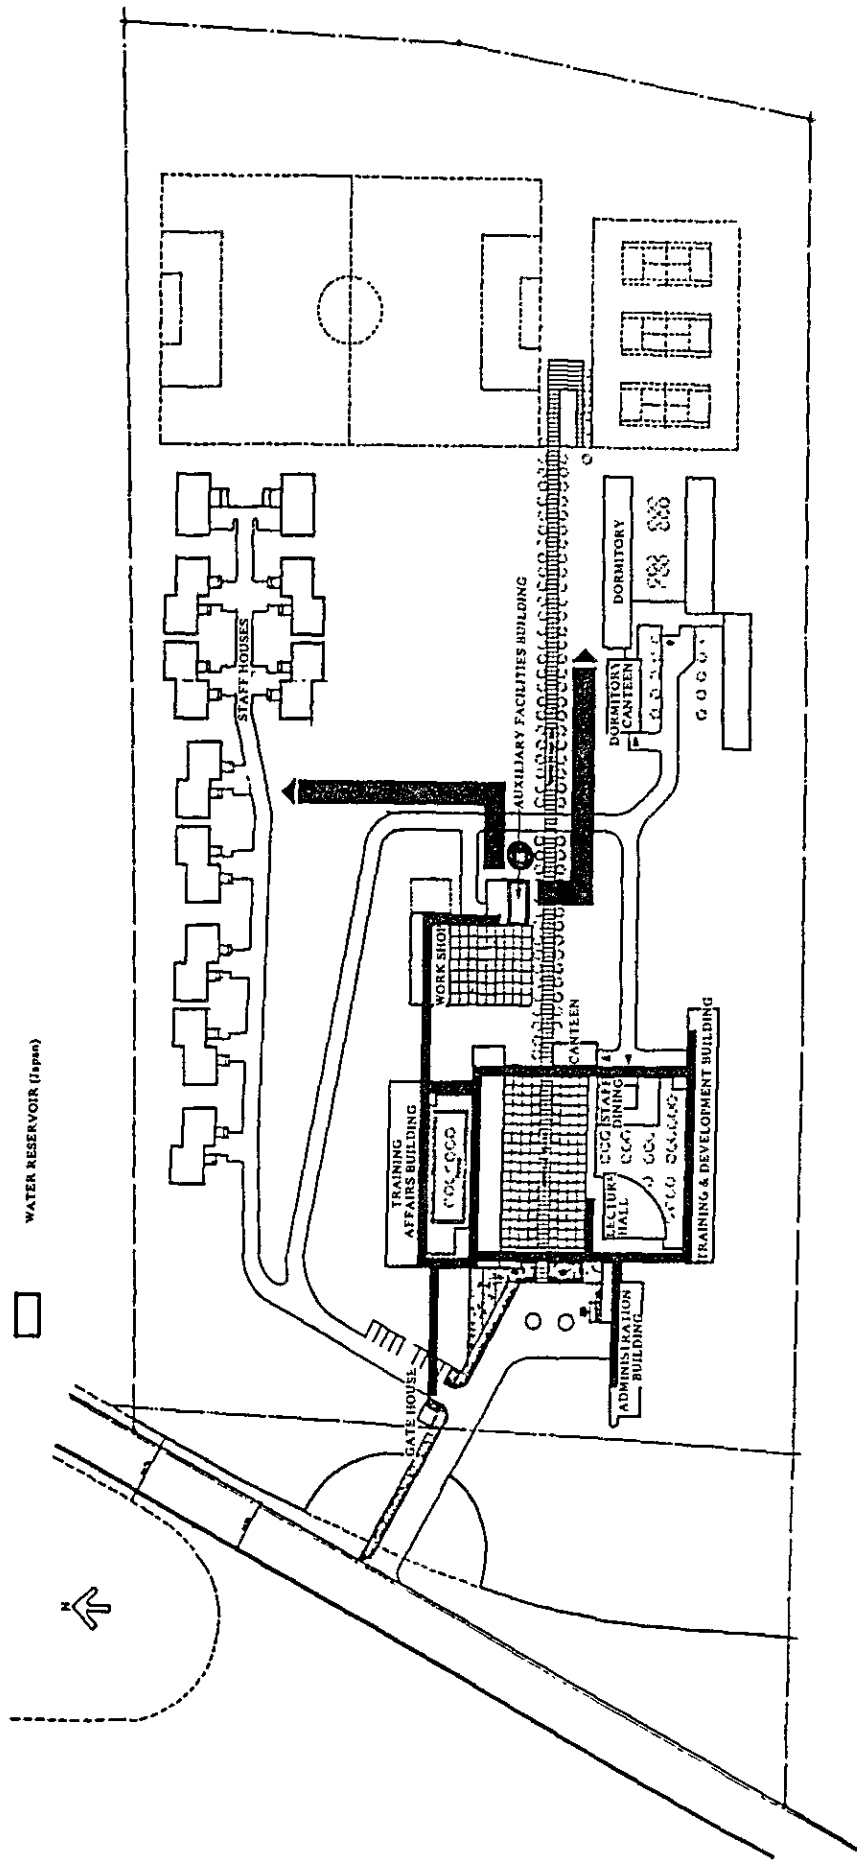 WATER RESERVOIR (Japan)
N
STAFF HOUSES
AUXILIARY FACILITIES BUILDING
DORMITORY
DORMITORY
CANTEEN
WORK SHOP
CANTEEN
TRAINING
AFFAIRS BUILDING
STAFF
DINING
LECTURE
HALL
TRAINING & DEVELOPMENT BUILDING
GATE HOUSE
ADMINISTRATION
BUILDING